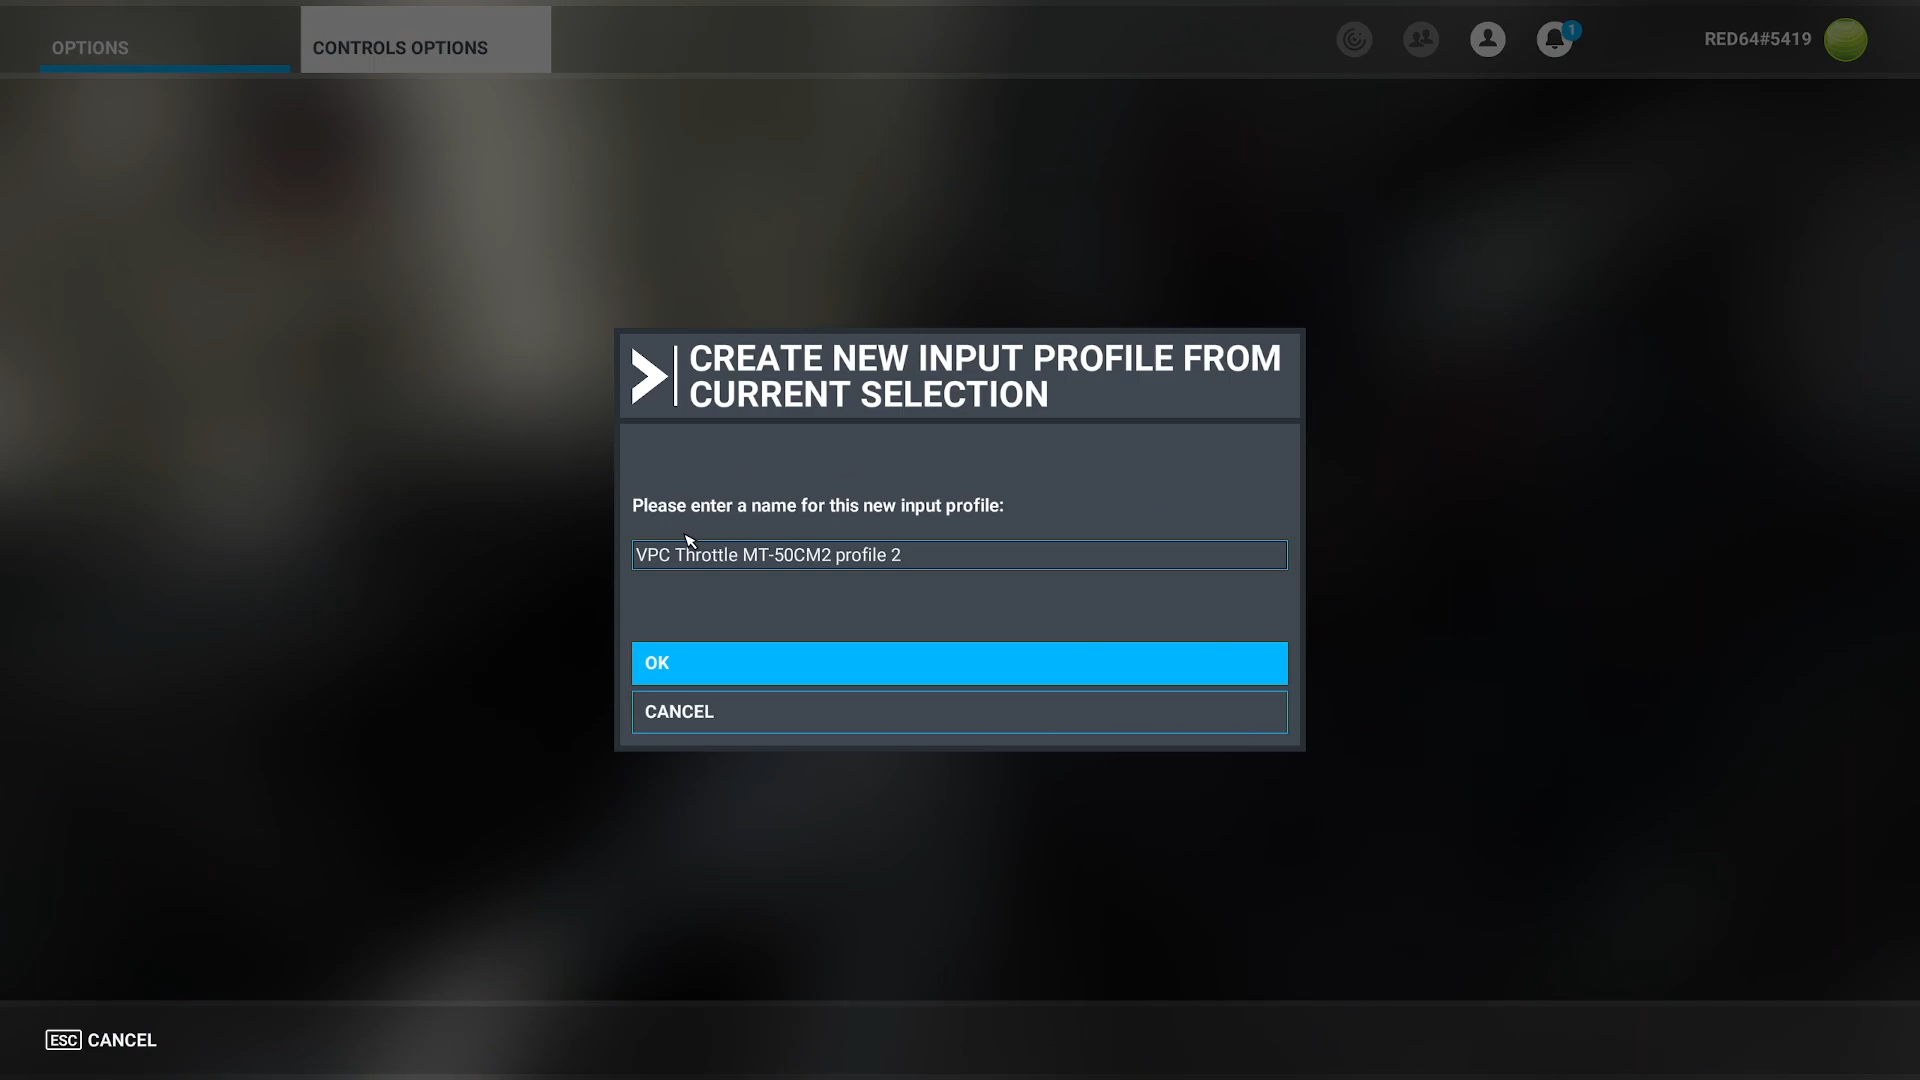 OPTIONS
CONTROLS OPTIONS
1
RED64#5419
CREATE NEW INPUT PROFILE FROM
CURRENT SELECTION
Please enter a name for this new input profile:
VPC Throttle MT-50CM2 profile 2
OK
CANCEL
ESC CANCEL